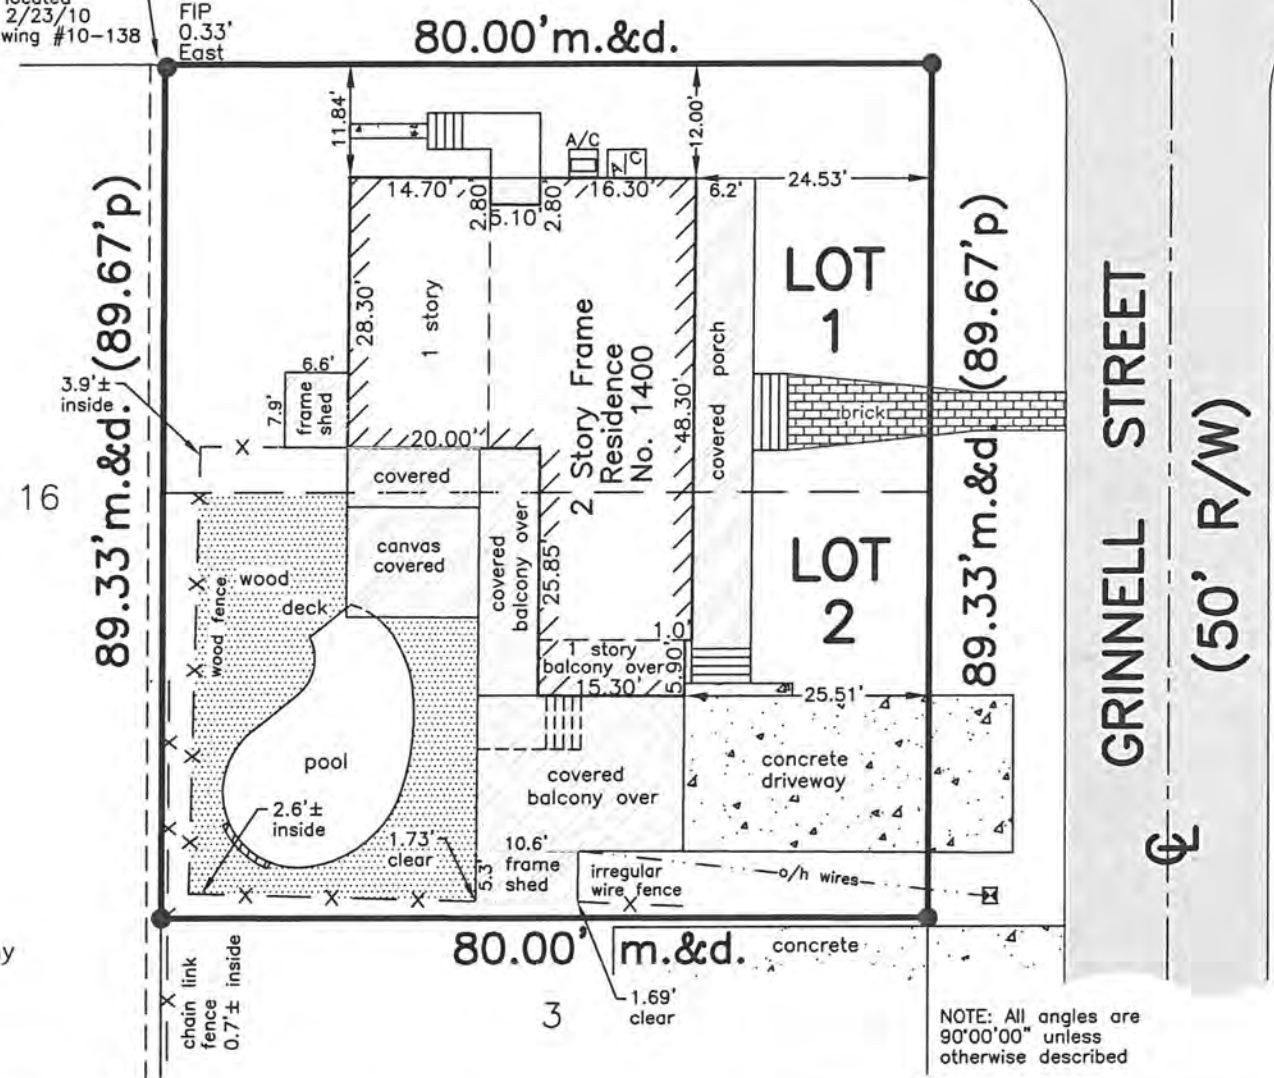 located
2/23/10
wing #10-138
FIP
0.33'
East
80.00'm.&d.
11.84'
12.00'
A/C
A/C
14.70'
2.80'
5.10'
2.80'
16.30'
6.2'
24.53'
89.33'm.&d. (89.67'p)
28.30'
1 story
2 Story Frame
Residence
No. 1400
48.30'
covered porch
LOT
1
89.33'm.&d. (89.67'p)
GRINNELL STREET
(50' R/W)
3.9'±
inside
6.6'
7.9'
frame
shed
20.00'
brick
16
covered
canvas
covered
covered
balcony over
25.85
LOT
2
wood
deck
wood fence
1.0'
1 story
balcony over
5.90'
15.30'
25.51'
pool
covered
balcony over
concrete
driveway
2.6'±
inside
1.73'
clear
10.6'
5.3'
frame
shed
irregular
wire fence
o/h wires
CL
80.00' m.&d.
concrete
y
chain link
fence
0.7'± inside
3
1.69'
clear
NOTE: All angles are
90°00'00" unless
otherwise described